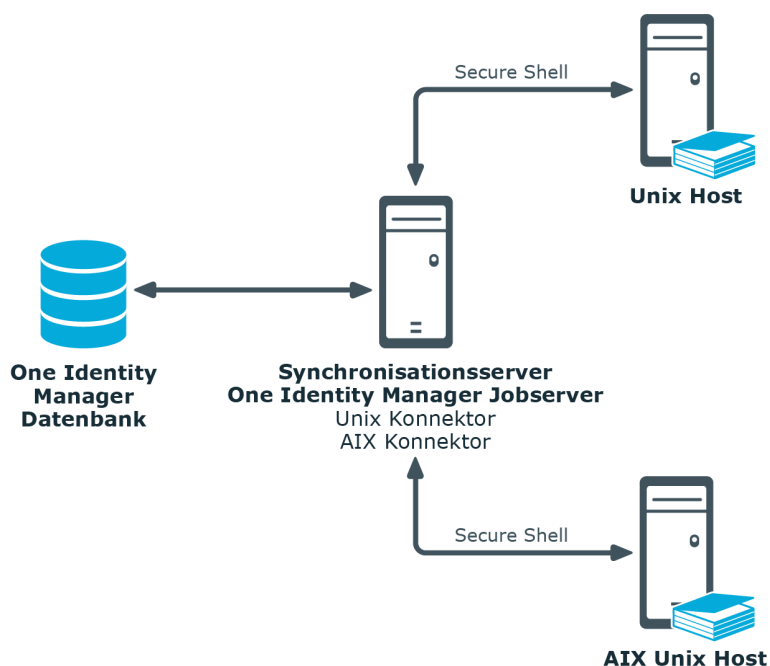 Secure Shell
Unix Host
One Identity
Manager
Datenbank
Synchronisationsserver
One Identity Manager Jobserver
Unix Konnektor
AIX Konnektor
Secure Shell
AIX Unix Host